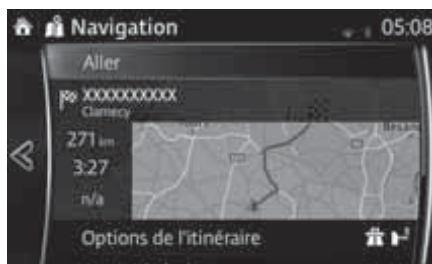 Navigation 05:08
Aller
XXXXXXXXXX
Clamecy
271 km
3:27
n/a
Options de l'itinéraire